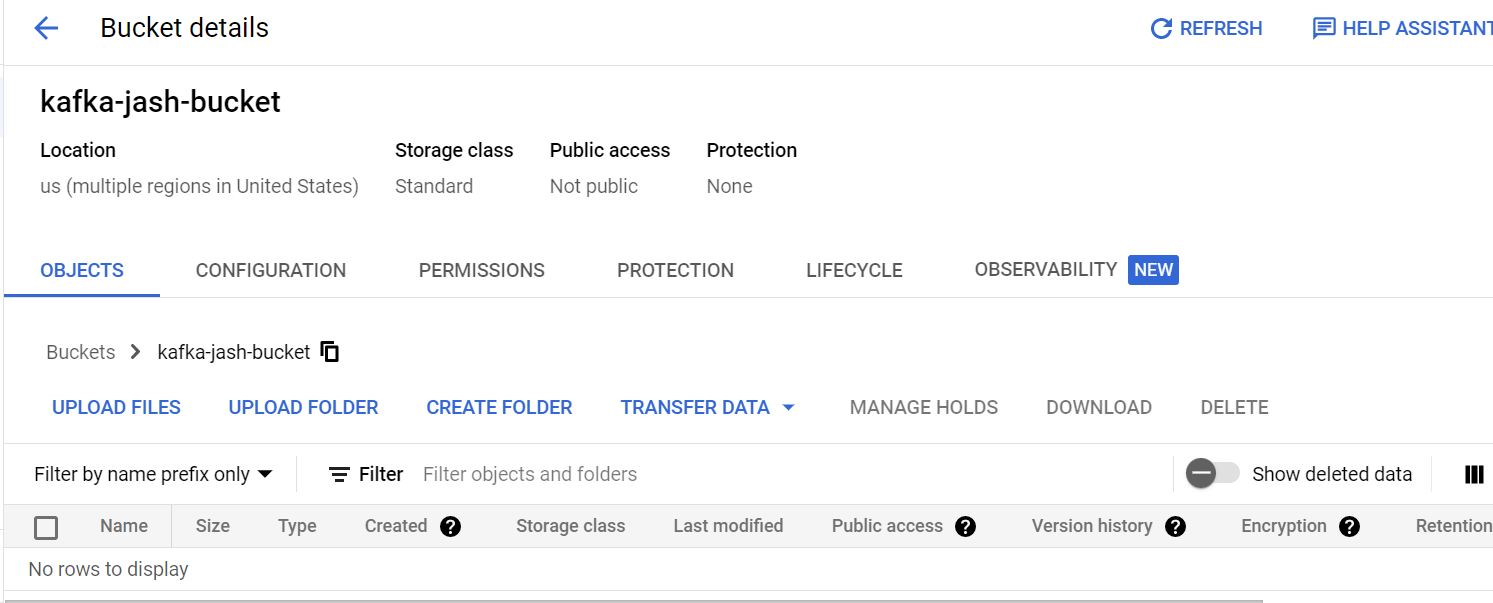 Bucket details
REFRESH
HELP ASSISTANT
kafka-jash-bucket
Location
Storage class
Public access
Protection
us (multiple regions in United States)
Standard
Not public
None
OBJECTS
CONFIGURATION
PERMISSIONS
PROTECTION
LIFECYCLE
OBSERVABILITY NEW
Buckets > kafka-jash-bucket
UPLOAD FILES
UPLOAD FOLDER
CREATE FOLDER
TRANSFER DATA
MANAGE HOLDS
DOWNLOAD
DELETE
Filter by name prefix only
Filter
Filter objects and folders
Show deleted data
Name
Size
Type
Created ?
Storage class
Last modified
Public access ?
Version history ?
Encryption ?
Retention
No rows to display